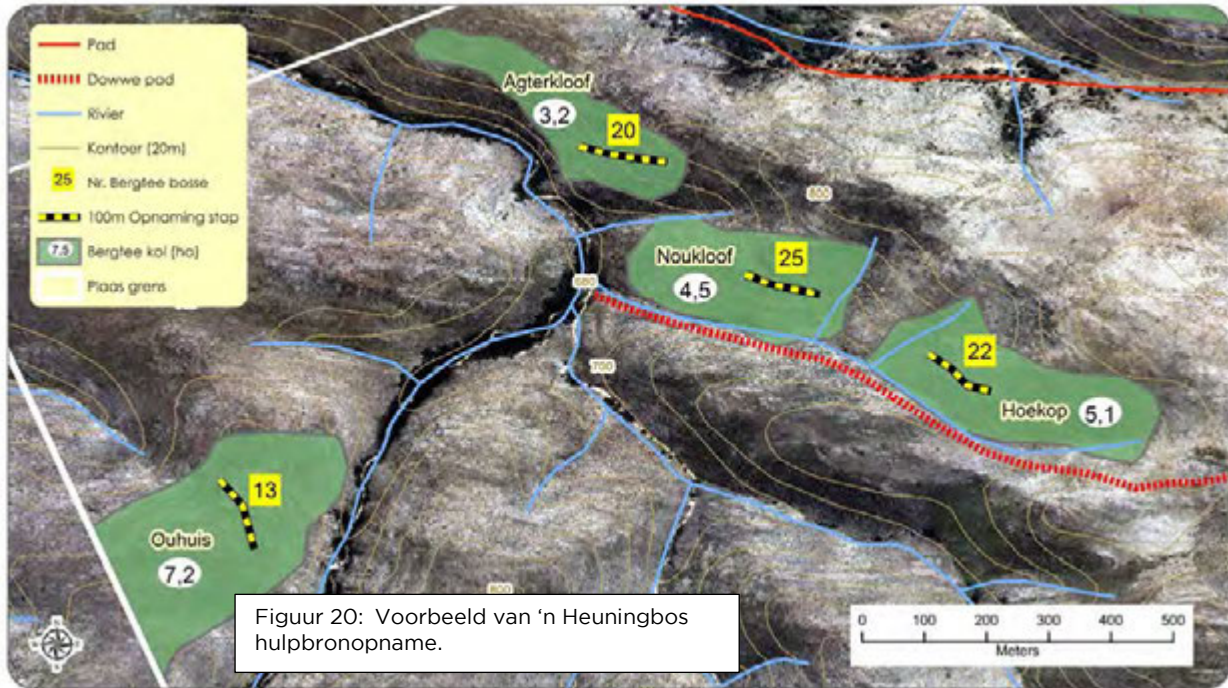 Pad
Dowwe pad
Rivier
Kontoer (20m)
25 Nr. Bergtee bosse
100m Opnaming stap
7,5 Bergtee kol (ha)
Plaas grens
Agterkloof
3,2
20
600
Noukloof
25
4,5
680
22
700
Hoekop 5,1
13
Ouhuis
7,2
800
Figuur 20: Voorbeeld van ‘n Heuningbos
hulpbronopname.
0 100 200 300 400 500
Meters